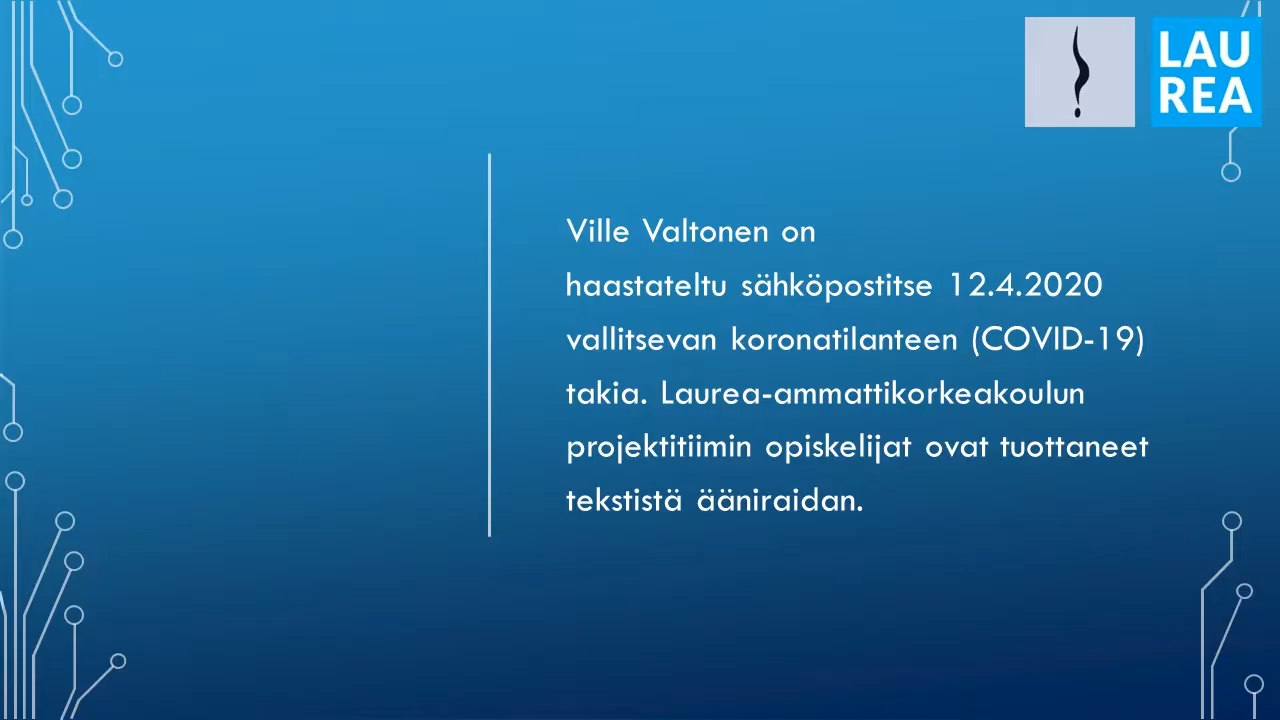 LAU
REA
Ville Valtonen on
haastateltu sähköpostitse 12.4.2020
vallitsevan koronatilanteen (COVID-19)
takia. Laurea-ammattikorkeakoulun
projektitiimin opiskelijat ovat tuottaneet
tekstistä ääniraidan.